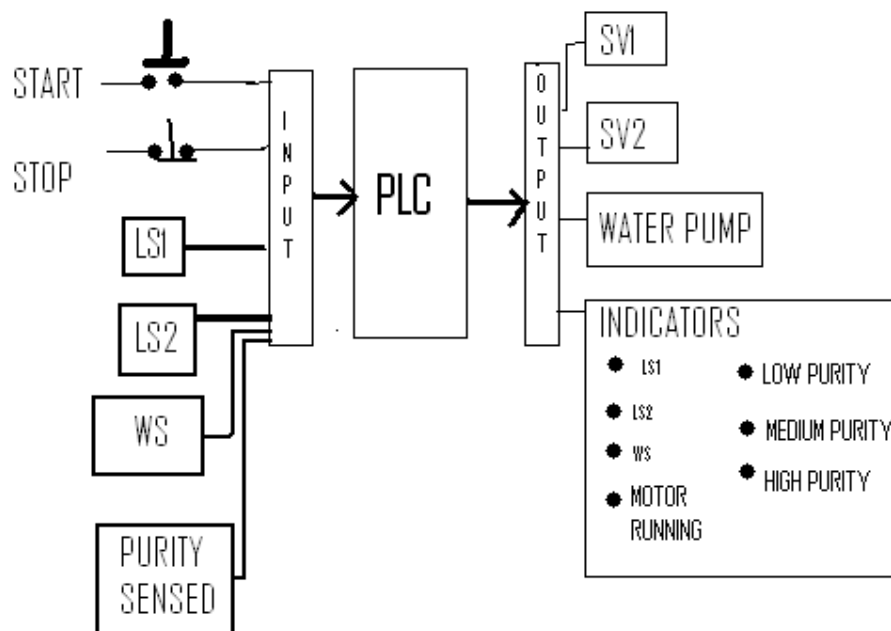 START
STOP
LS1
LS2
WS
PURITY
SENSED
INPUT
PLC
OUTPUT
SV1
SV2
WATER PUMP
INDICATORS
LS1
LS2
WS
MOTOR
RUNNING
LOW PURITY
MEDIUM PURITY
HIGH PURITY